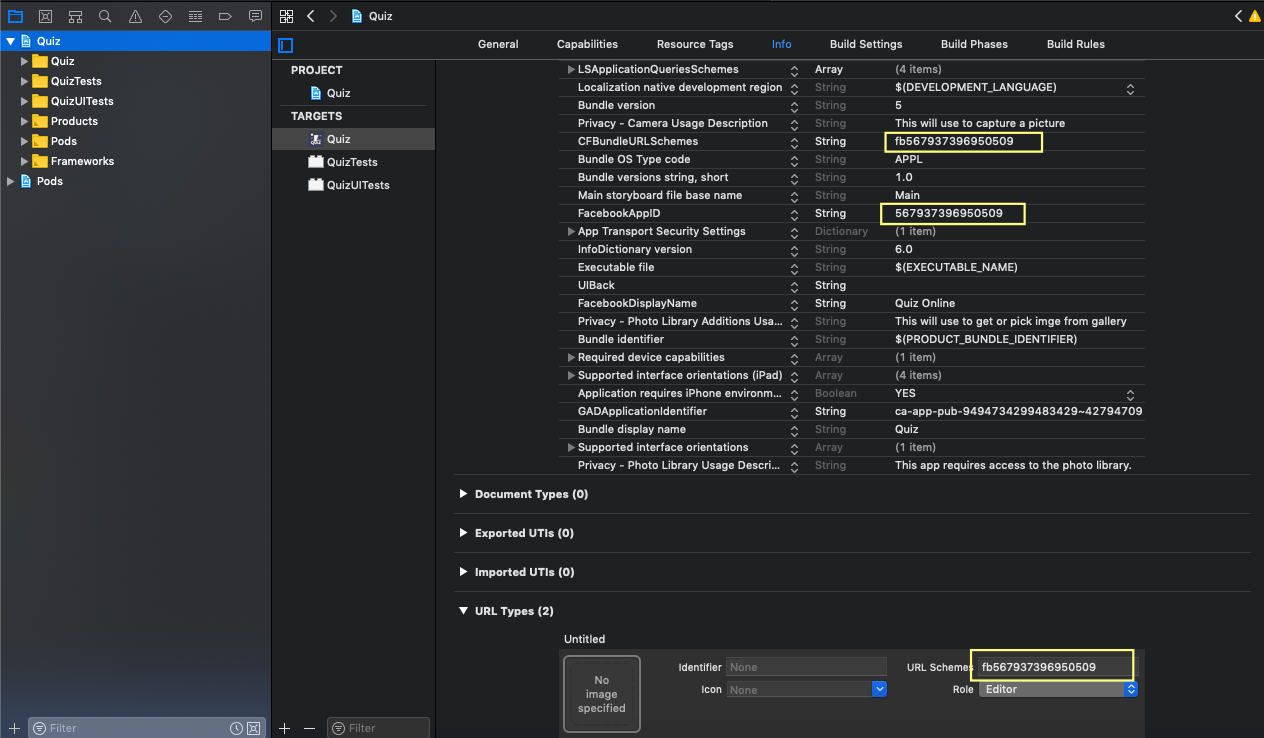 Quiz
Quiz
Quiz
QuizTests
QuizUITests
Products
Pods
Frameworks
Pods
Filter
General Capabilities Resource Tags Info Build Settings Build Phases Build Rules
PROJECT
Quiz
TARGETS
Quiz
QuizTests
QuizUITests
Filter
LSApplicationQueriesSchemes Array (4 items)
Localization native development region String $(DEVELOPMENT_LANGUAGE)
Bundle version String 5
Privacy - Camera Usage Description String This will use to capture a picture
CFBundleURLSchemes String fb567937396950509
Bundle OS Type code String APPL
Bundle versions string, short String 1.0
Main storyboard file base name String Main
FacebookAppID String 567937396950509
App Transport Security Settings Dictionary (1 item)
InfoDictionary version String 6.0
Executable file String $(EXECUTABLE_NAME)
UIBack String
FacebookDisplayName String Quiz Online
Privacy - Photo Library Additions Usa... String This will use to get or pick imge from gallery
Bundle identifier String $(PRODUCT_BUNDLE_IDENTIFIER)
Required device capabilities Array (1 item)
Supported interface orientations (iPad) Array (4 items)
Application requires iPhone environm... Boolean YES
GADApplicationIdentifier String ca-app-pub-9494734299483429~42794709
Bundle display name String Quiz
Supported interface orientations Array (1 item)
Privacy - Photo Library Usage Descri... String This app requires access to the photo library.
Document Types (0)
Exported UTIs (0)
Imported UTIs (0)
URL Types (2)
Untitled
No
image
specified
Identifier None URL Schemes fb567937396950509
Icon None Role Editor